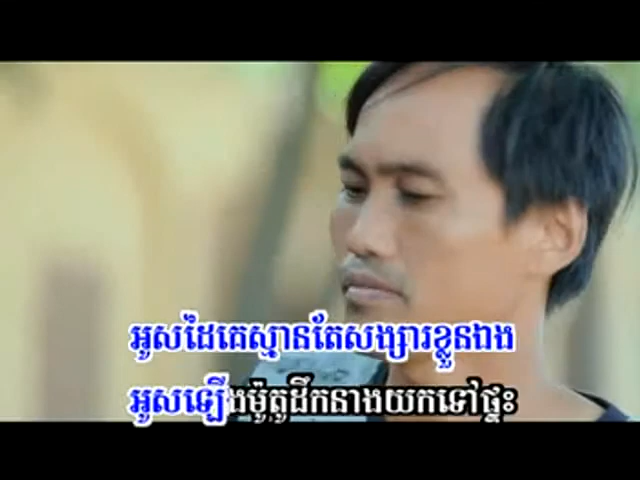 អូសដៃគេស្មានតែសង្សារខ្លួនឯង
អូសឡើងម៉ូតូដឹកនាងយកទៅផ្ទះ